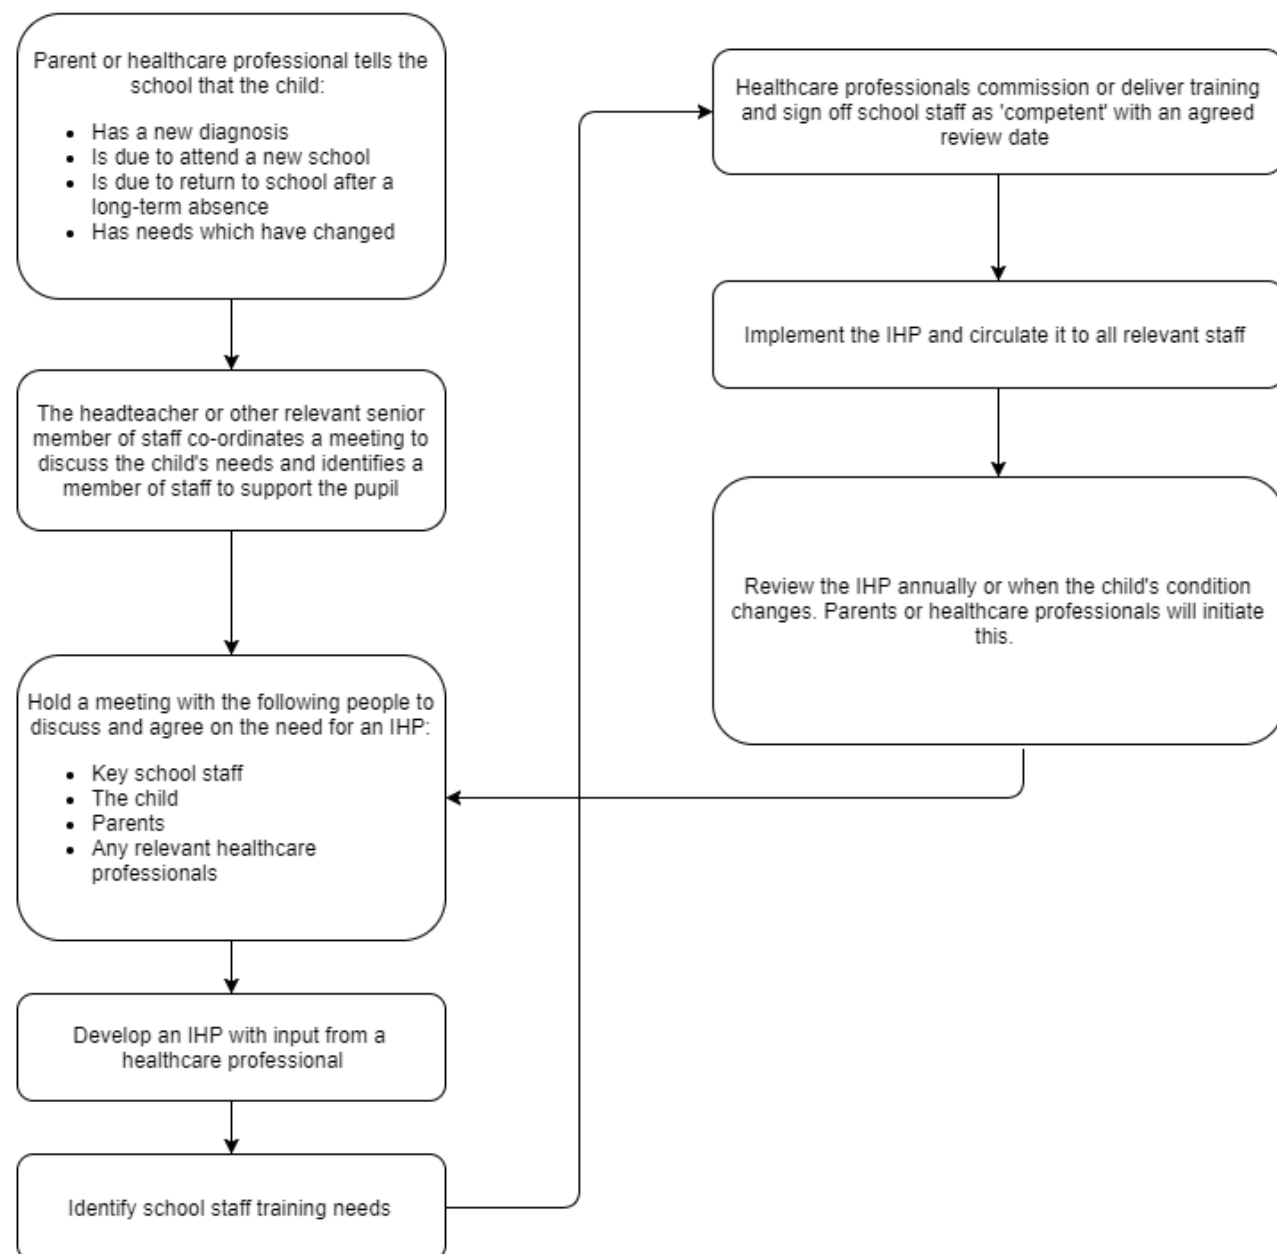 Parent or healthcare professional tells the
school that the child:
• Has a new diagnosis
• Is due to attend a new school
• Is due to return to school after a
long-term absence
• Has needs which have changed
The headteacher or other relevant senior
member of staff co-ordinates a meeting to
discuss the child's needs and identifies a
member of staff to support the pupil
Hold a meeting with the following people to
discuss and agree on the need for an IHP:
• Key school staff
• The child
• Parents
• Any relevant healthcare
professionals
Develop an IHP with input from a
healthcare professional
Identify school staff training needs
Healthcare professionals commission or deliver training
and sign off school staff as 'competent' with an agreed
review date
Implement the IHP and circulate it to all relevant staff
Review the IHP annually or when the child's condition
changes. Parents or healthcare professionals will initiate
this.